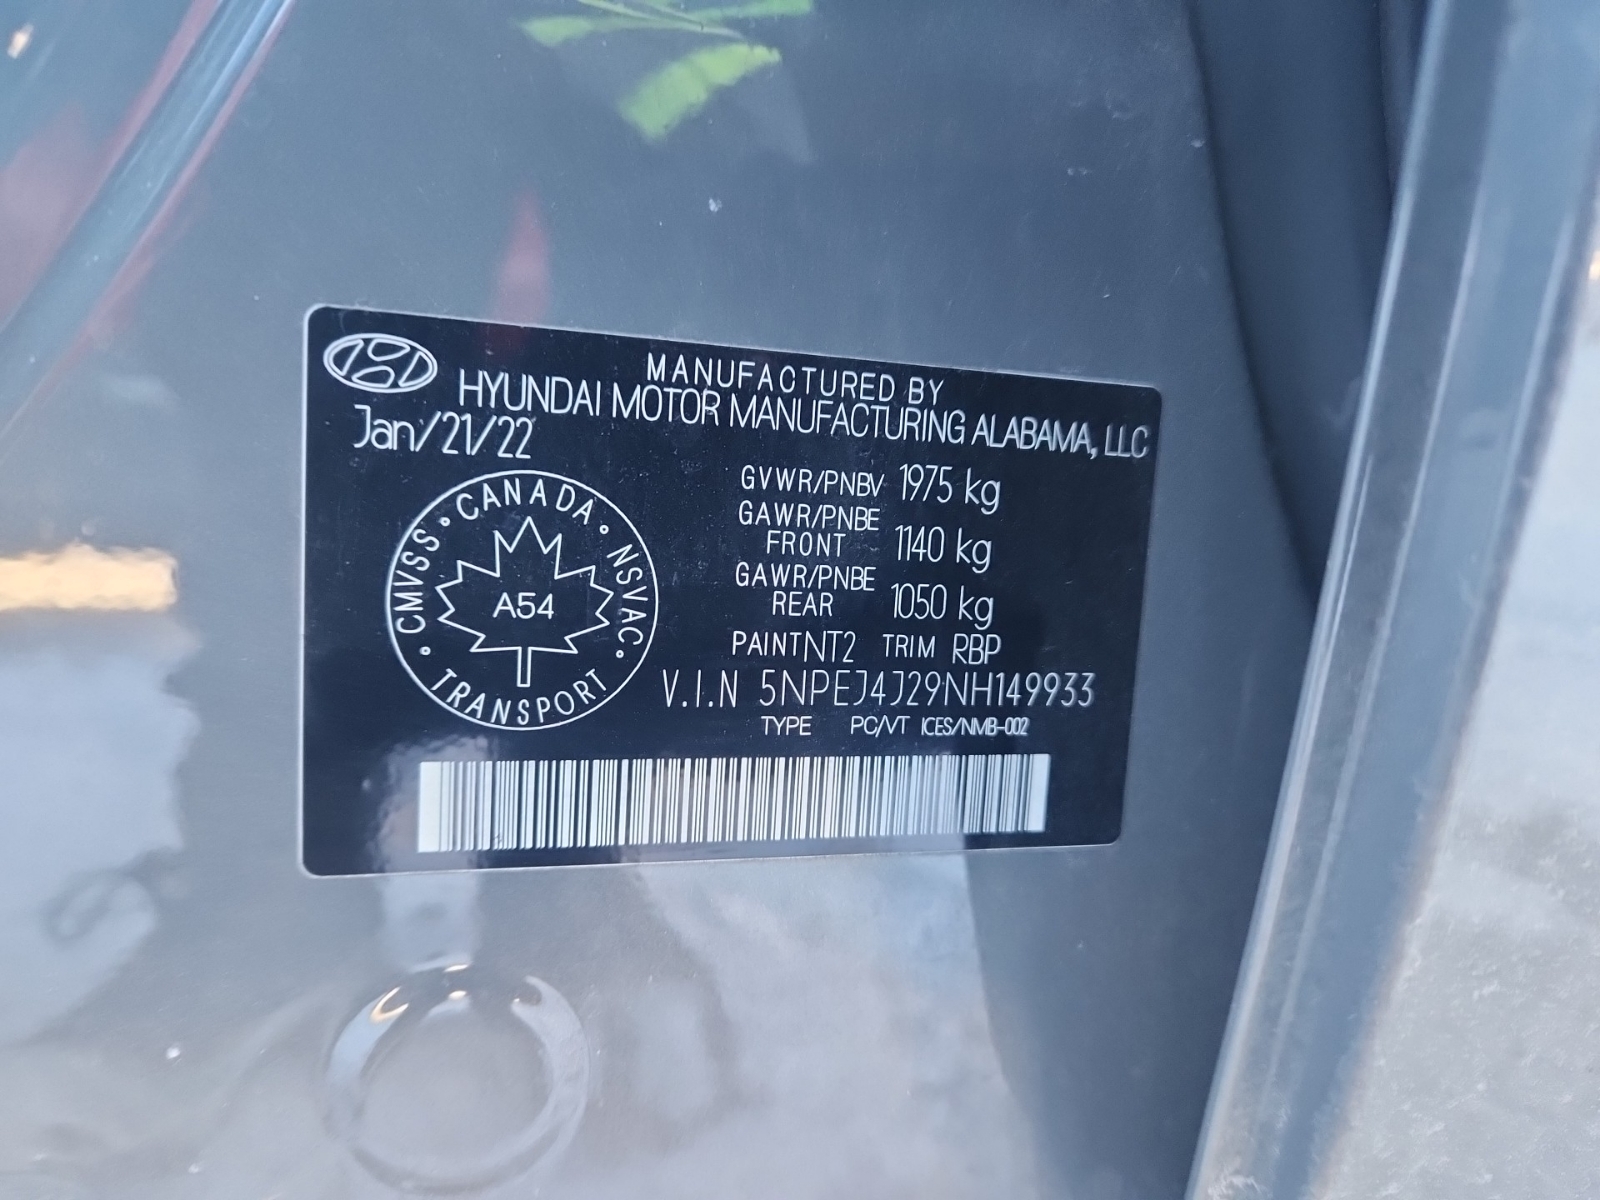 MANUFACTURED BY
HYUNDAI MOTOR MANUFACTURING ALABAMA, LLC
Jan/21/22
GVWR/PNBV 1975 kg
GAWR/PNBE
FRONT 1140 kg
GAWR/PNBE
REAR 1050 kg
PAINT NT2 TRIM RBP
V.I.N 5NPEJ4J29NH149933
TYPE PC/VT ICES/NMB-002
CANADA
CMVSS
NSVAC
TRANSPORT
A54